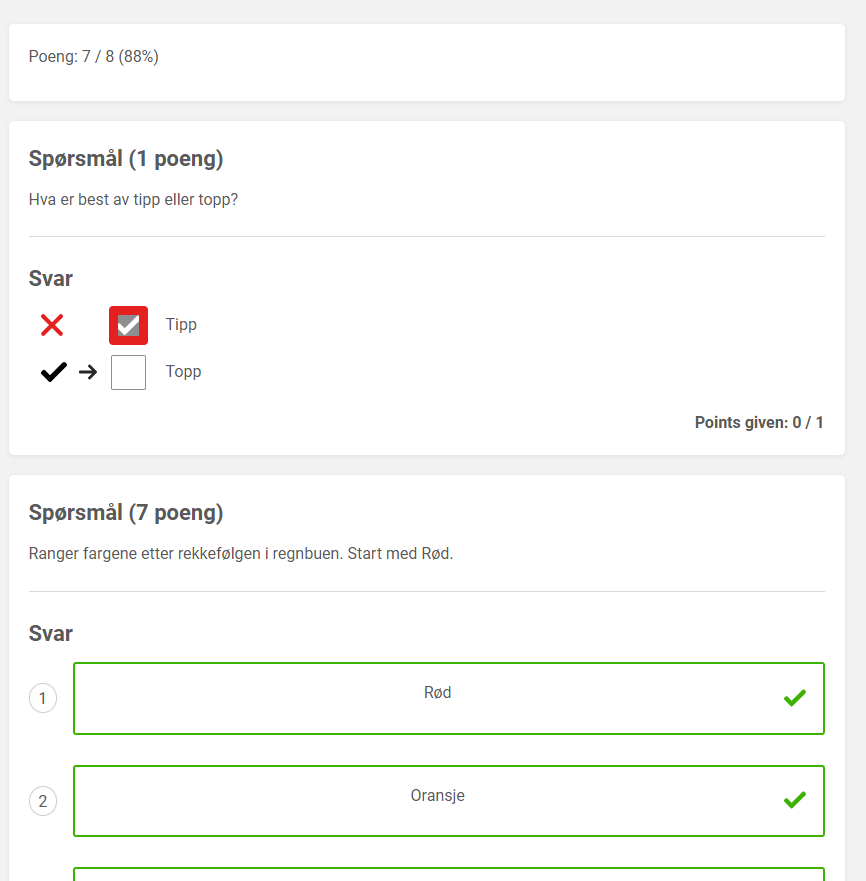 Poeng: 7 / 8 (88%)
Spørsmål (1 poeng)
Hva er best av tipp eller topp?
Svar
Tipp
Topp
Points given: 0 / 1
Spørsmål (7 poeng)
Ranger fargene etter rekkefølgen i regnbuen. Start med Rød.
Svar
1 Rød
2 Oransje